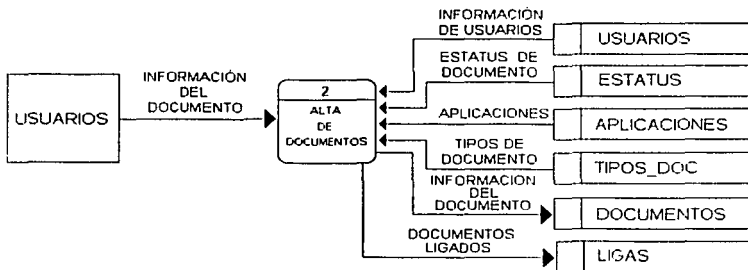 USUARIOS
INFORMACIÓN
DEL
DOCUMENTO
2
ALTA
DE
DOCUMENTOS
INFORMACIÓN
DE USUARIOS
USUARIOS
ESTATUS DE
DOCUMENTO
ESTATUS
APLICACIONES
APLICACIONES
TIPOS DE
DOCUMENTO
TIPOS_DOC
INFORMACION
DEL
DOCUMENTO
DOCUMENTOS
DOCUMENTOS
LIGADOS
LIGAS